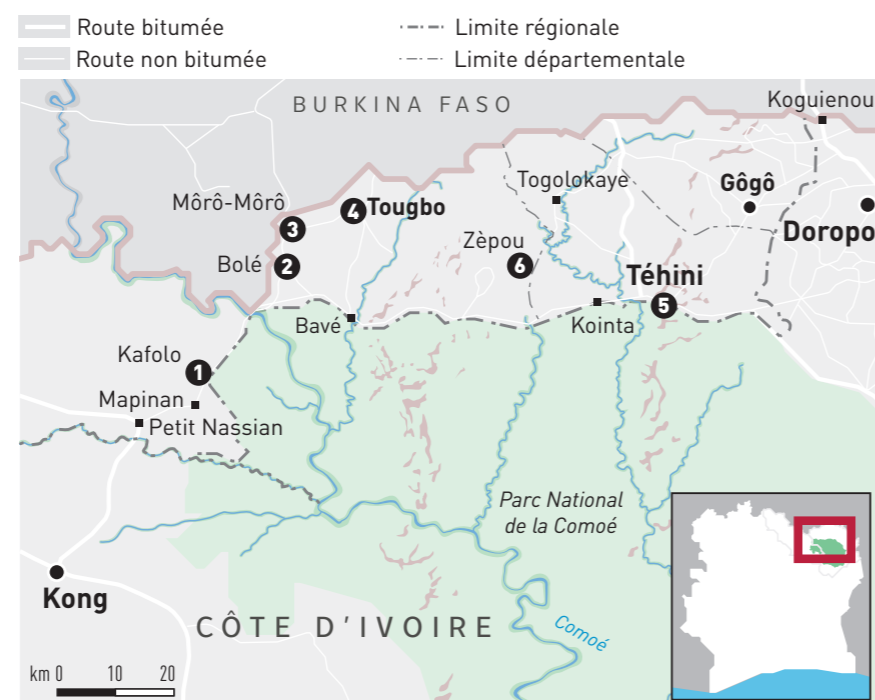 Route bitumée
Limite régionale
Route non bitumée
Limite départementale
BURKINA FASO
Koguienou
Togolokaye
Gôgô
Môrô-Môrô
4
Tougbo
3
Doropo
Zèpou
Bolé
2
6
Téhini
5
Bavé
Kointa
Kafolo
1
Mapinan
Petit Nassian
Parc National
de la Comoé
Kong
CÔTE D'IVOIRE
Comoé
km 0 10 20